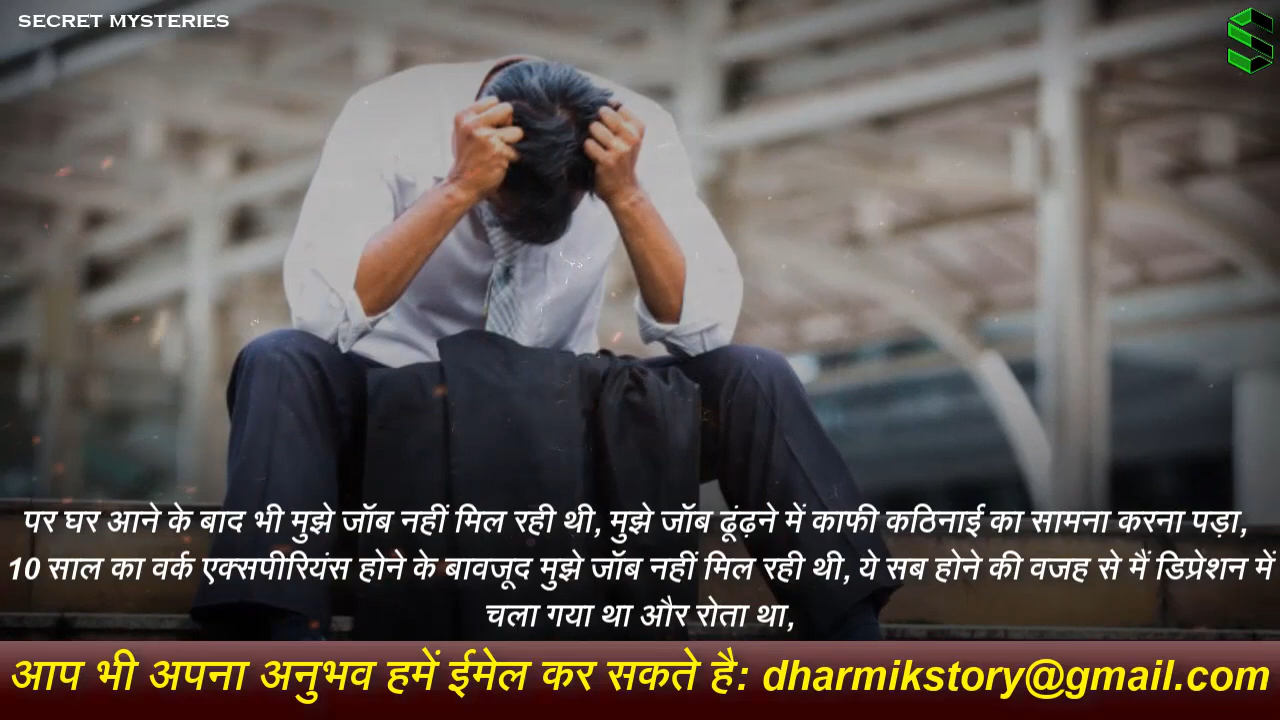 SECRET MYSTERIES
पर घर आने के बाद भी मुझे जॉब नहीं मिल रही थी, मुझे जॉब ढूंढ़ने में काफी कठिनाई का सामना करना पड़ा,
10 साल का वर्क एक्सपीरियंस होने के बावजूद मुझे जॉब नहीं मिल रही थी, ये सब होने की वजह से मैं डिप्रेशन में
चला गया था और रोता था,
आप भी अपना अनुभव हमें ईमेल कर सकते है: dharmikstory@gmail.com